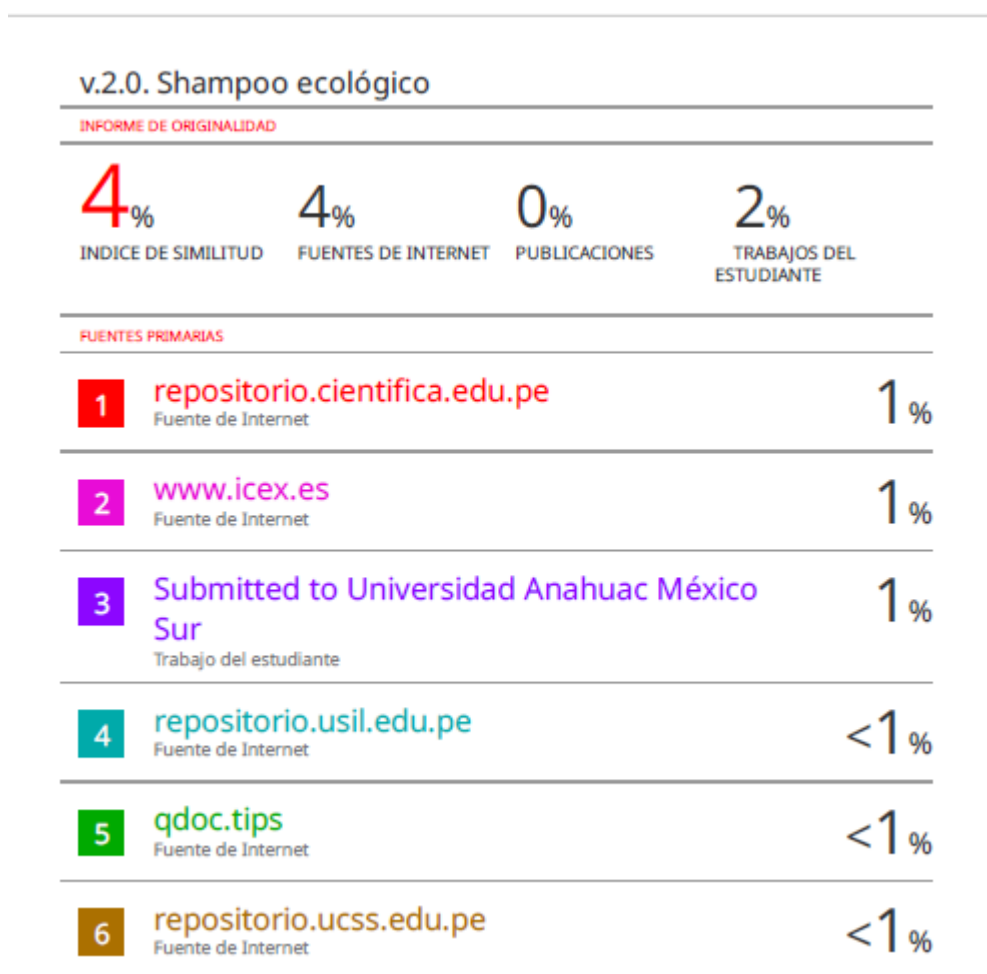 v.2.0. Shampoo ecológico
INFORME DE ORIGINALIDAD
4%
INDICE DE SIMILITUD
4%
FUENTES DE INTERNET
0%
PUBLICACIONES
2%
TRABAJOS DEL
ESTUDIANTE
FUENTES PRIMARIAS
1
repositorio.cientifica.edu.pe
Fuente de Internet
1%
2
www.icex.es
Fuente de Internet
1%
3
Submitted to Universidad Anahuac México
Sur
Trabajo del estudiante
1%
4
repositorio.usil.edu.pe
Fuente de Internet
<1%
5
qdoc.tips
Fuente de Internet
<1%
6
repositorio.ucss.edu.pe
Fuente de Internet
<1%